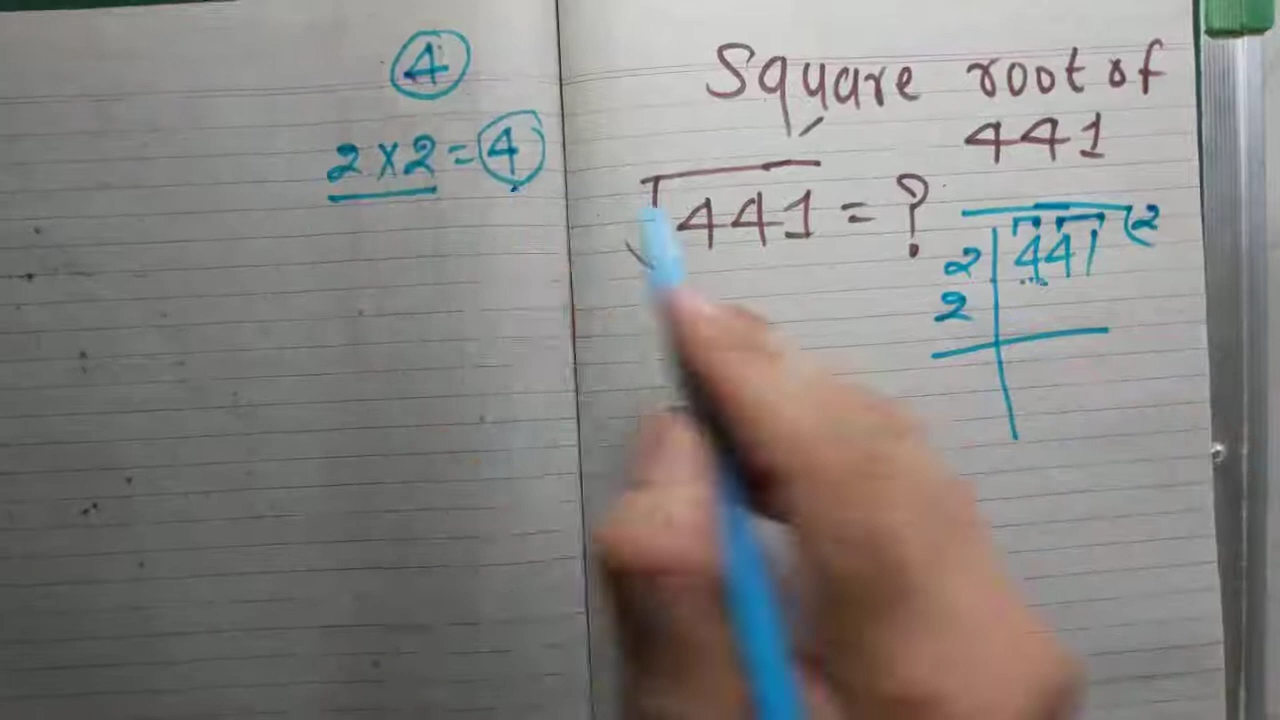 4
2×2=4
Square root of
441
√441 = ?
2 441 (2
2